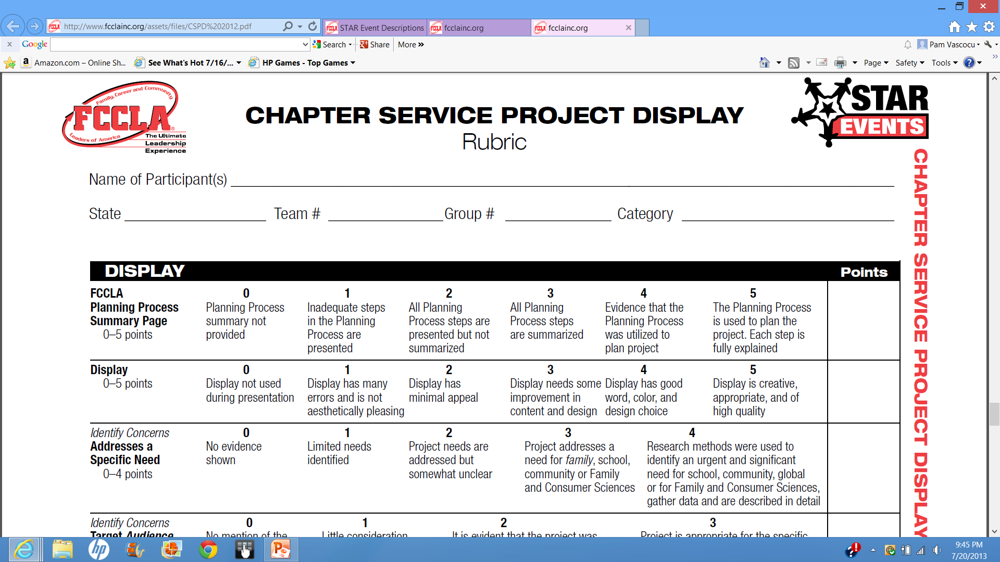 http://www.fcclainc.org/assets/files/CSPD%202012.pdf
STAR Event Descriptions
fcclainc.org
fcclainc.org
x Google Search Share More »
Pam Vascocu
Amazon.com – Online Sh...
See What's Hot 7/16/...
HP Games - Top Games
Page Safety Tools
Family, Career and Community
FCCLA®
Leaders of America
The Ultimate
Leadership
Experience
CHAPTER SERVICE PROJECT DISPLAY
Rubric
STAR
EVENTS
CHAPTER SERVICE PROJECT DISPLAY
Name of Participant(s)
State Team # Group # Category
DISPLAY Points
FCCLA
Planning Process
Summary Page
0–5 points
0
Planning Process
summary not
provided
1
Inadequate steps
in the Planning
Process are
presented
2
All Planning
Process steps are
presented but not
summarized
3
All Planning
Process steps
are summarized
4
Evidence that the
Planning Process
was utilized to
plan project
5
The Planning Process
is used to plan the
project. Each step is
fully explained
Display
0–5 points
0
Display not used
during presentation
1
Display has many
errors and is not
aesthetically pleasing
2
Display has
minimal appeal
3
Display needs some
improvement in
content and design
4
Display has good
word, color, and
design choice
5
Display is creative,
appropriate, and of
high quality
Identify Concerns
Addresses a
Specific Need
0–4 points
0
No evidence
shown
1
Limited needs
identified
2
Project needs are
addressed but
somewhat unclear
3
Project addresses a
need for family, school,
community or Family
and Consumer Sciences
4
Research methods were used to
identify an urgent and significant
need for school, community, global
or for Family and Consumer Sciences,
gather data and are described in detail
Identify Concerns
Target Audience
0
No mention of the
1
Little consideration
2
It is evident that the project was
3
Project is appropriate for the specific
9:45 PM
7/20/2013